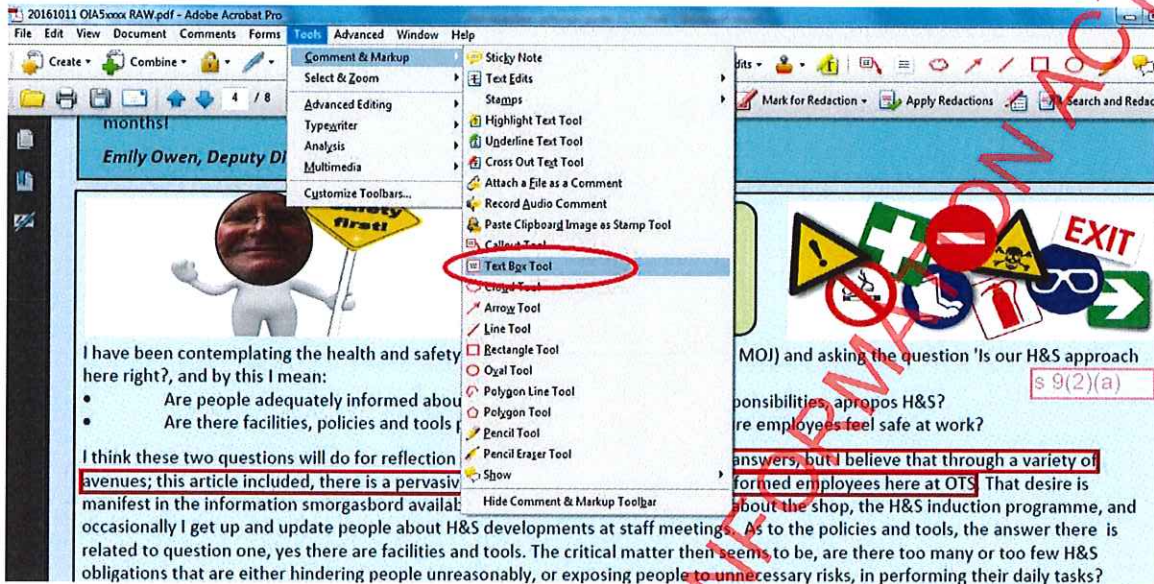 20161011 OIA5xxxx RAW.pdf - Adobe Acrobat Pro
File Edit View Document Comments Forms Tools Advanced Window Help
Create Combine
4 / 8
Mark for Redaction Apply Redactions Search and Redac
Comment & Markup
Select & Zoom
Advanced Editing
Typewriter
Analysis
Multimedia
Customize Toolbars...
Sticky Note
Text Edits
Stamps
Highlight Text Tool
Underline Text Tool
Cross Out Text Tool
Attach a File as a Comment
Record Audio Comment
Paste Clipboard Image as Stamp Tool
Callout Tool
Text Box Tool
Cloud Tool
Arrow Tool
Line Tool
Rectangle Tool
Oval Tool
Polygon Line Tool
Polygon Tool
Pencil Tool
Pencil Eraser Tool
Show
Hide Comment & Markup Toolbar
months!
Emily Owen, Deputy Di
first!
EXIT
I have been contemplating the health and safety MOJ) and asking the question 'Is our H&S approach
here right?, and by this I mean:
s 9(2)(a)
• Are people adequately informed abou ponsibilities, apropos H&S?
• Are there facilities, policies and tools re employees feel safe at work?
I think these two questions will do for reflection answers, but I believe that through a variety of
avenues; this article included, there is a pervasiv formed employees here at OTS. That desire is
manifest in the information smorgasbord availab about the shop, the H&S induction programme, and
occasionally I get up and update people about H&S developments at staff meetings. As to the policies and tools, the answer there is
related to question one, yes there are facilities and tools. The critical matter then seems to be, are there too many or too few H&S
obligations that are either hindering people unreasonably, or exposing people to unnecessary risks, in performing their daily tasks?
NFORMATION ACT